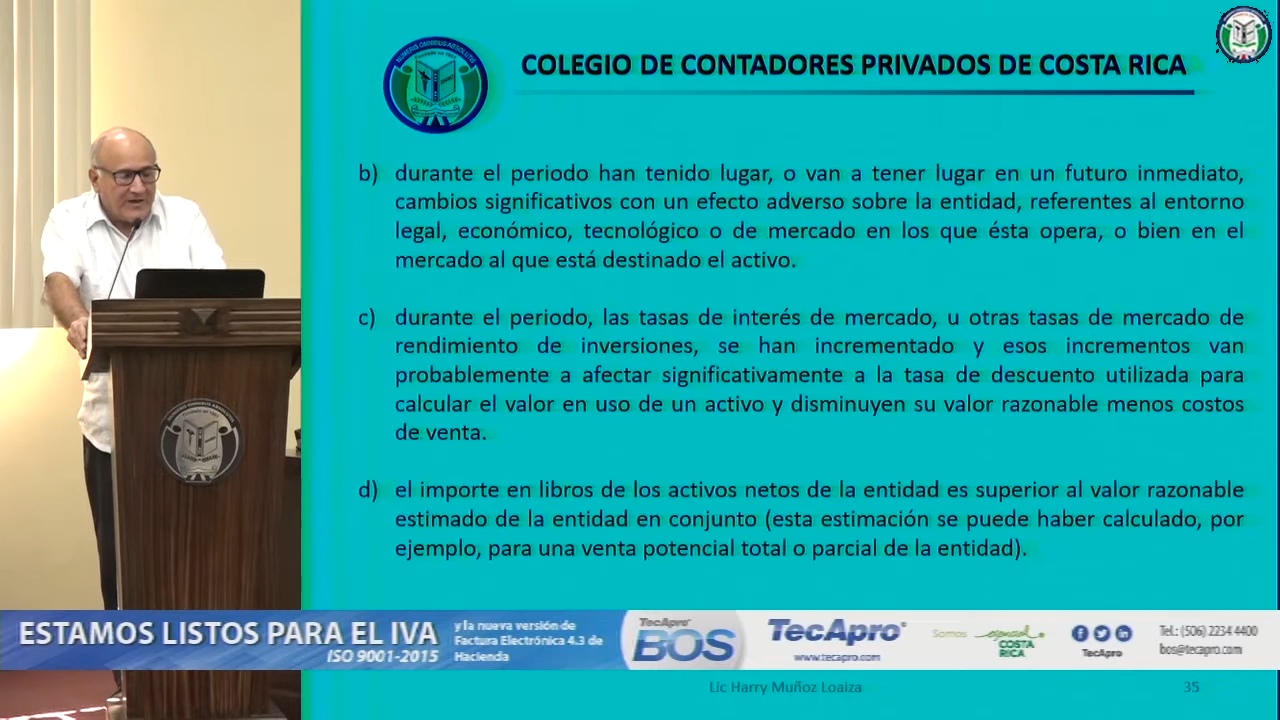 COLEGIO DE CONTADORES PRIVADOS DE COSTA RICA
b) durante el periodo han tenido lugar, o van a tener lugar en un futuro inmediato,
cambios significativos con un efecto adverso sobre la entidad, referentes al entorno
legal, económico, tecnológico o de mercado en los que ésta opera, o bien en el
mercado al que está destinado el activo.
c) durante el periodo, las tasas de interés de mercado, u otras tasas de mercado de
rendimiento de inversiones, se han incrementado y esos incrementos van
probablemente a afectar significativamente a la tasa de descuento utilizada para
calcular el valor en uso de un activo y disminuyen su valor razonable menos costos
de venta.
d) el importe en libros de los activos netos de la entidad es superior al valor razonable
estimado de la entidad en conjunto (esta estimación se puede haber calculado, por
ejemplo, para una venta potencial total o parcial de la entidad).
ESTAMOS LISTOS PARA EL IVA
ISO 9001-2015
y la nueva versión de
Factura Electrónica 4.3 de
Hacienda
TecApro
BOS
TecApro
www.tecapro.com
Somos esencial
COSTA RICA
TecApro
Tel.: (506) 2234 4400
bos@tecapro.com
Lic Harry Muñoz Loaiza
35